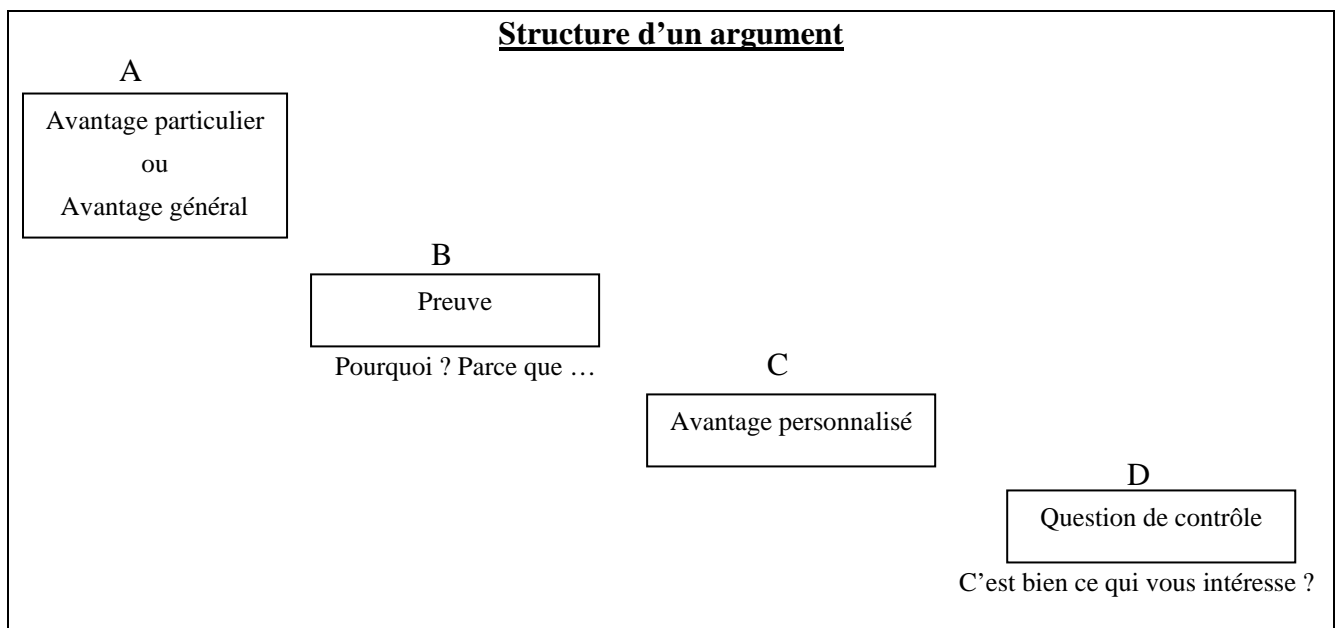 Structure d’un argument
A
Avantage particulier
ou
Avantage général
B
Preuve
Pourquoi ? Parce que …
C
Avantage personnalisé
D
Question de contrôle
C’est bien ce qui vous intéresse ?